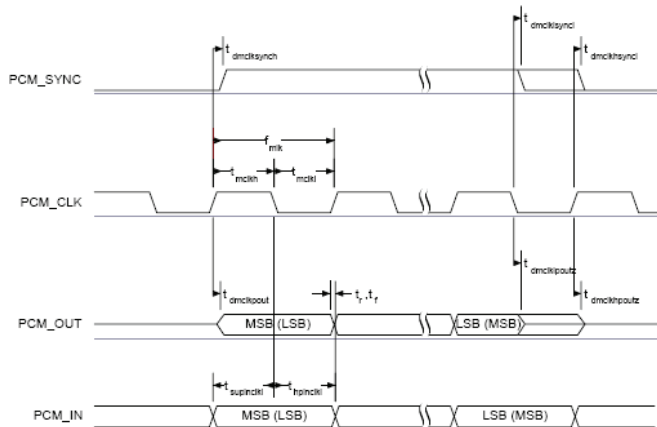 t dmclksynch
t dmclklsyncl
t dmclkhsyncl
PCM_SYNC
f mlk
t mclkh
t mclkl
PCM_CLK
t dmclkpout
t r , t f
t dmclklpoutz
t dmclkhpoutz
PCM_OUT
MSB (LSB)
LSB (MSB)
t supinclkl
t hpinclkl
PCM_IN
MSB (LSB)
LSB (MSB)